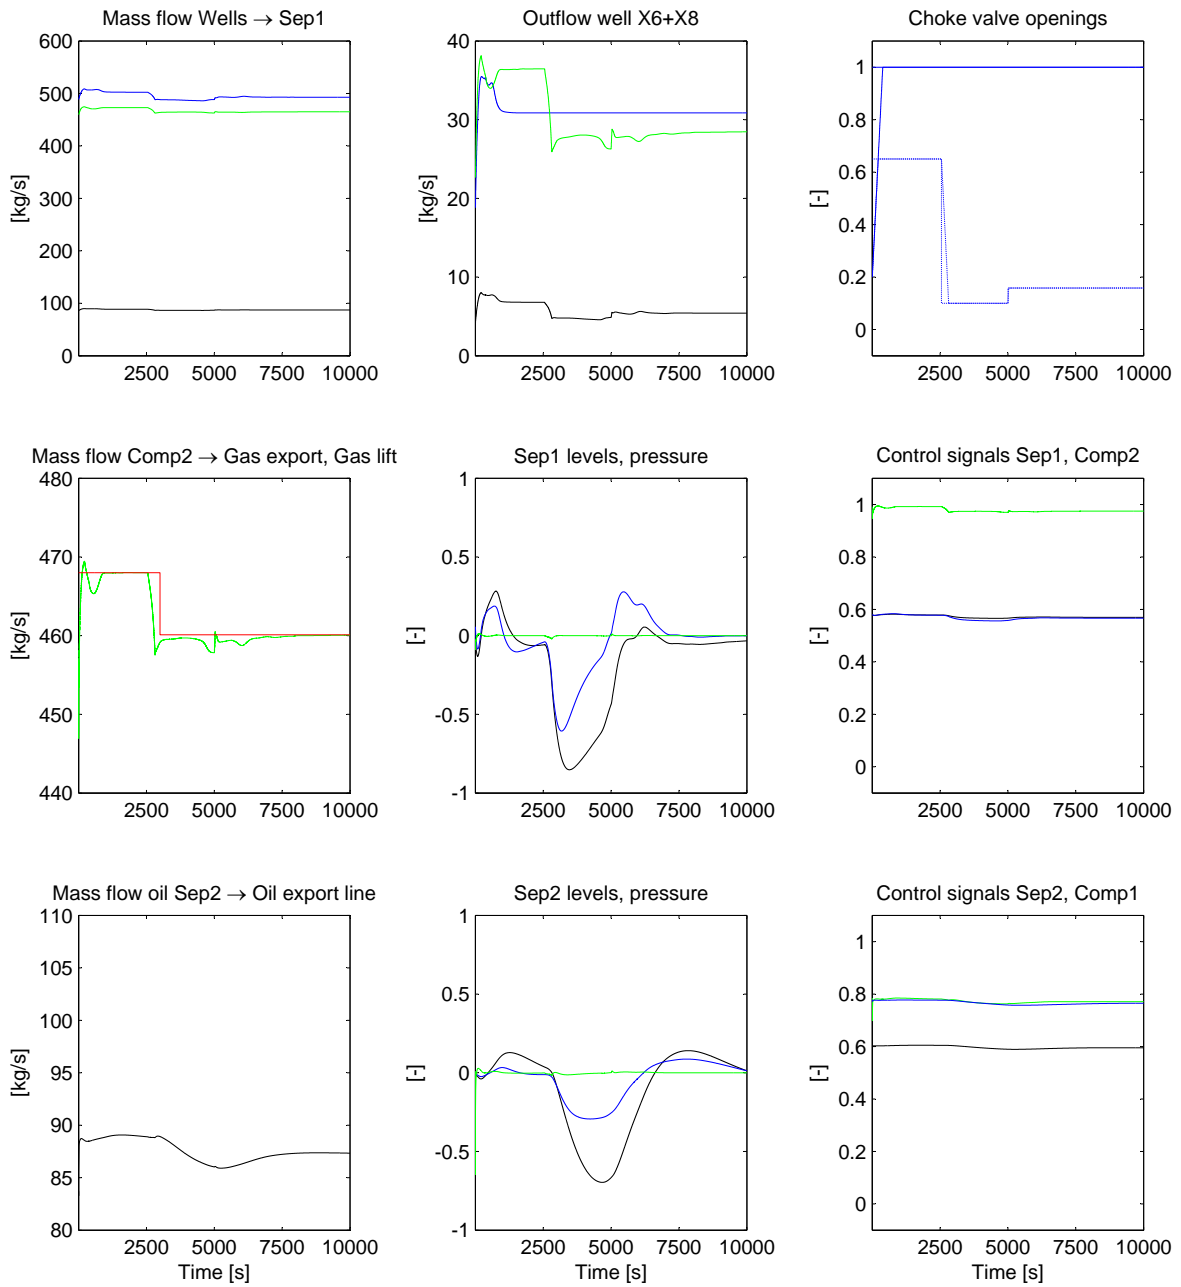 Mass flow Wells → Sep1
Outflow well X6+X8
Choke valve openings
600
500
400
300
200
100
0
[kg/s]
2500 5000 7500 10000
40
30
20
10
0
[kg/s]
2500 5000 7500 10000
1
0.8
0.6
0.4
0.2
0
[-]
2500 5000 7500 10000
Mass flow Comp2 → Gas export, Gas lift
Sep1 levels, pressure
Control signals Sep1, Comp2
480
470
460
450
440
[kg/s]
2500 5000 7500 10000
1
0.5
0
-0.5
-1
[-]
2500 5000 7500 10000
1
0.8
0.6
0.4
0.2
0
[-]
2500 5000 7500 10000
Mass flow oil Sep2 → Oil export line
Sep2 levels, pressure
Control signals Sep2, Comp1
110
105
100
95
90
85
80
[kg/s]
2500 5000 7500 10000
Time [s]
1
0.5
0
-0.5
-1
[-]
2500 5000 7500 10000
Time [s]
1
0.8
0.6
0.4
0.2
0
[-]
2500 5000 7500 10000
Time [s]